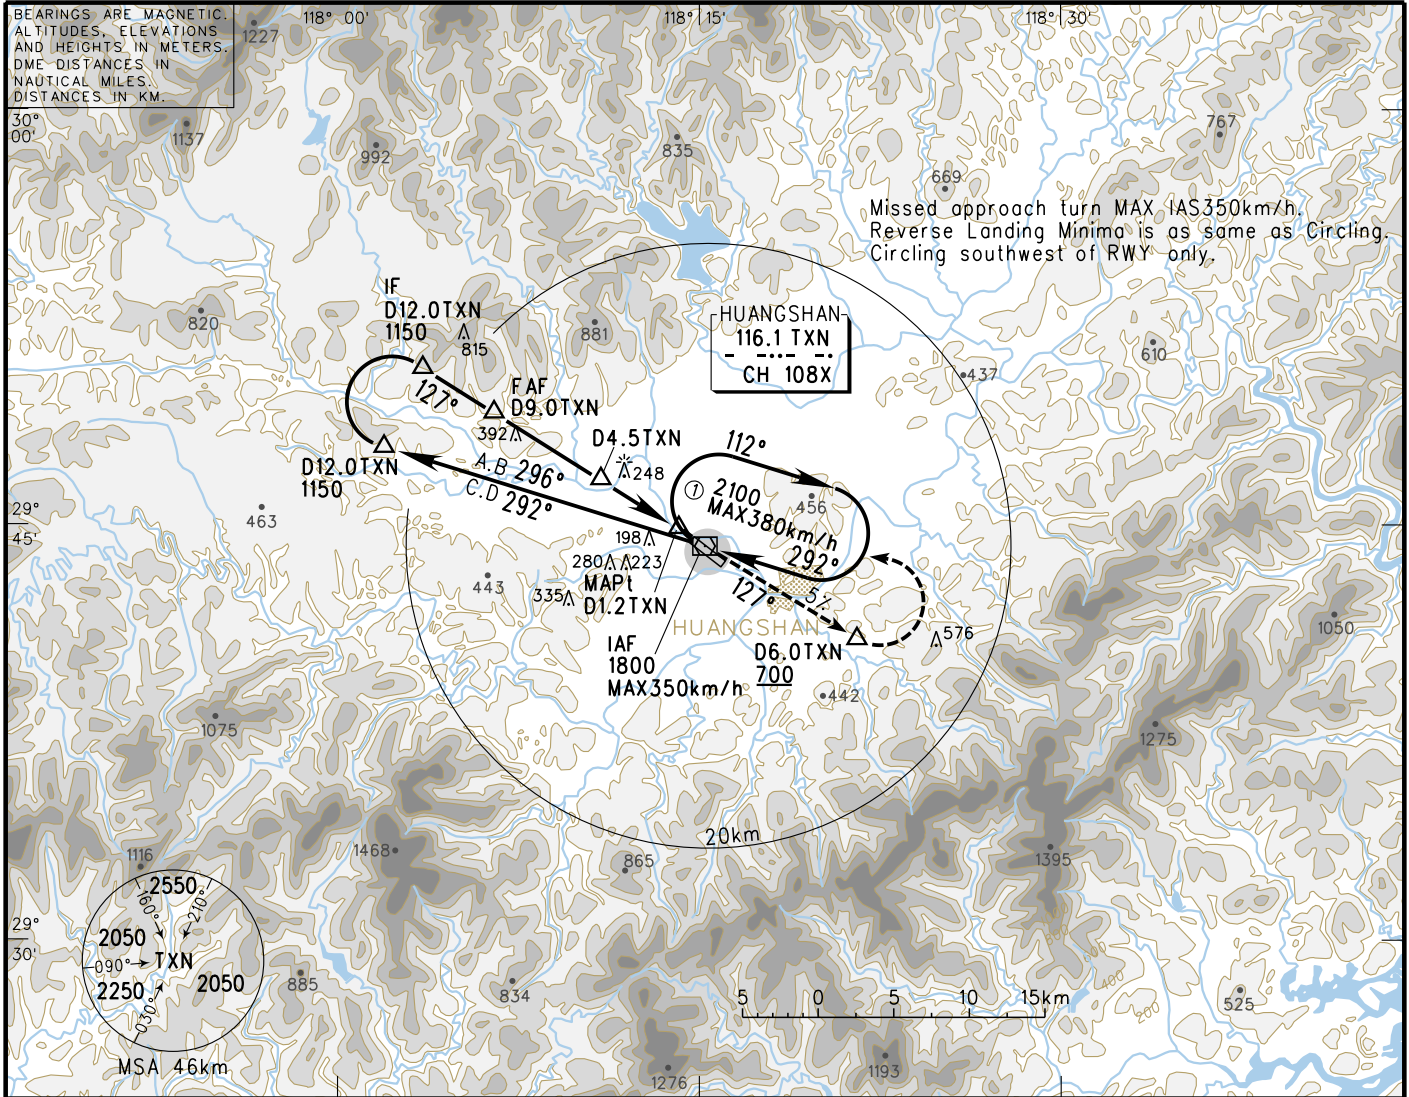 BEARINGS ARE MAGNETIC.
ALTITUDES, ELEVATIONS
AND HEIGHTS IN METERS.
DME DISTANCES IN
NAUTICAL MILES.
DISTANCES IN KM.
118° 00'
118° 15'
118° 30'
1227
30°
00'
1137
992
835
767
669
Missed approach turn MAX IAS350km/h.
Reverse Landing Minima is as same as Circling.
Circling southwest of RWY only.
IF
D12.0TXN
1150
815
820
881
HUANGSHAN
116.1 TXN
CH 108X
610
437
127°
FAF
D9.0TXN
392
D4.5TXN
248
112°
D12.0TXN
1150
A.B 296°
C.D 292°
① 2100
MAX380km/h
456
292°
463
29°
45'
198
280
223
443
335
MAPt
D1.2TXN
127°
5%
HUANGSHAN
IAF
1800
MAX350km/h
D6.0TXN
700
576
442
1050
1075
1275
20km
1116
1468
865
1395
2550
160°
210°
2050
090°
TXN
2250
2050
030°
MSA 46km
29°
30'
885
834
5 0 5 10 15km
600
400
200
525
1276
1193